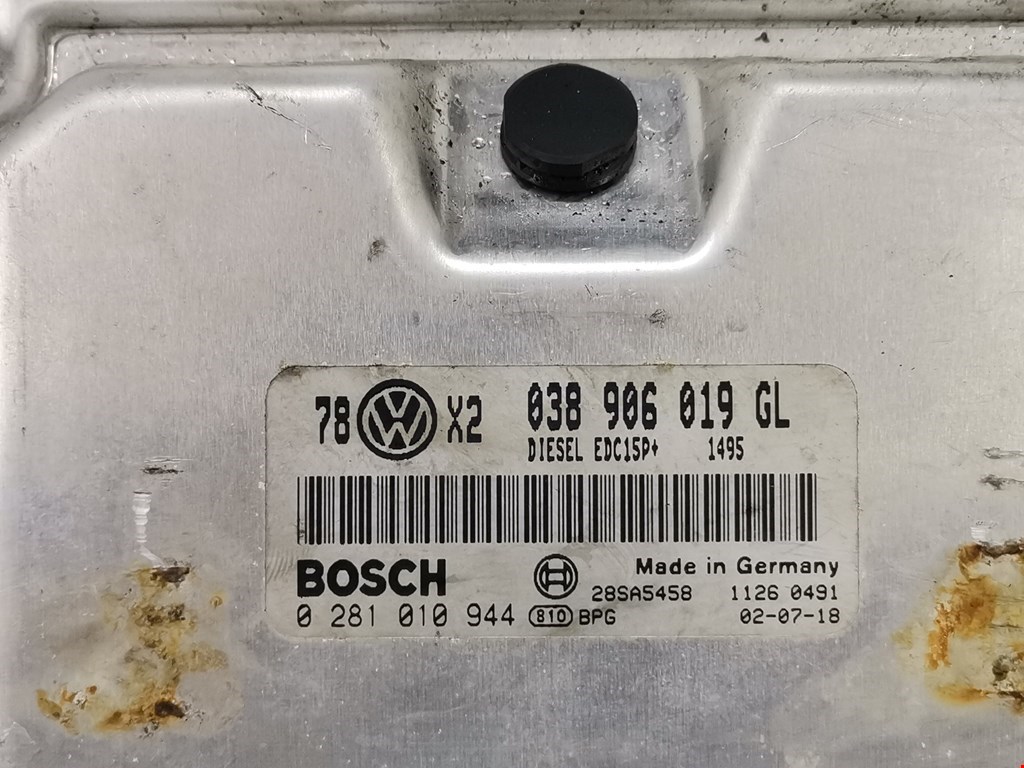 78 VW X2 038 906 019 GL
DIESEL EDC15P+ 1495
BOSCH Made in Germany
28SA5458 1126 0491
0 281 010 944 810 BPG 02-07-18